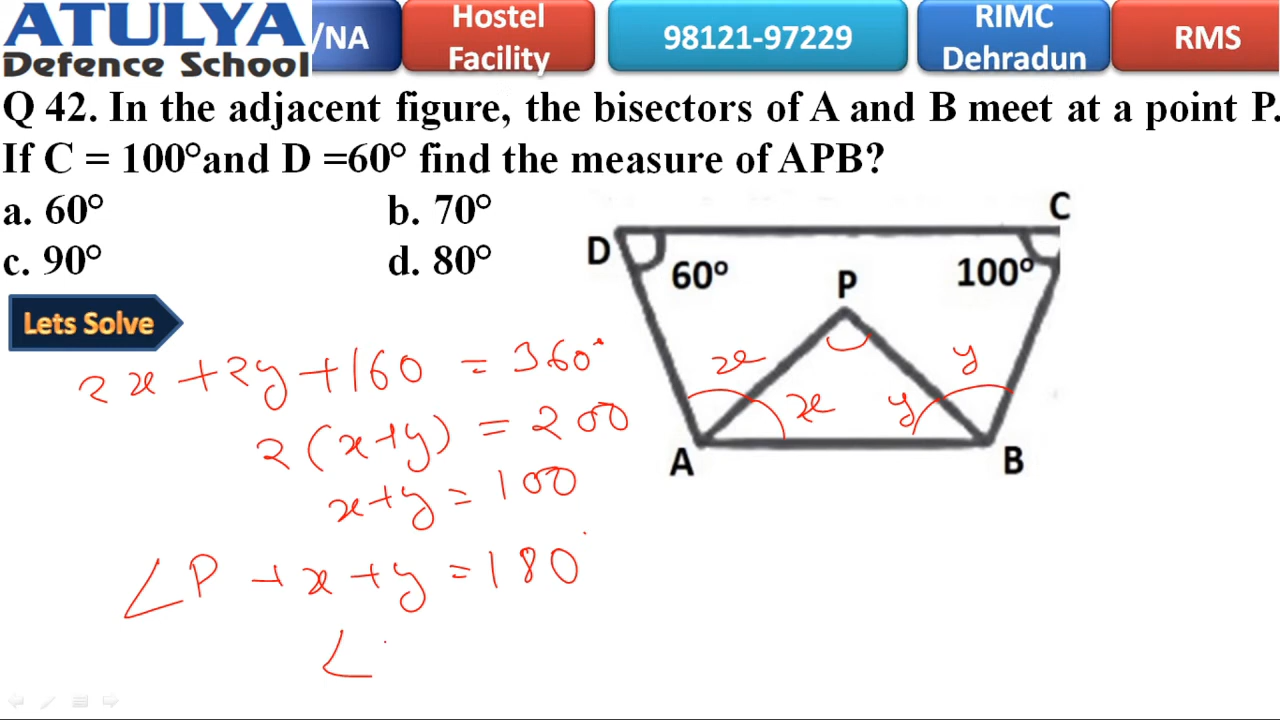 ATULYA
Defence School
/NA
Hostel
Facility
98121-97229
RIMC
Dehradun
RMS
Q 42. In the adjacent figure, the bisectors of A and B meet at a point P.
If C = 100°and D =60° find the measure of APB?
a. 60°
b. 70°
c. 90°
d. 80°
Lets Solve
D
C
60°
100°
P
x
x
y
y
A
B
2x + 2y + 160 = 360°
2(x+y) = 200
x+y = 100
∠P + x + y = 180°
∠